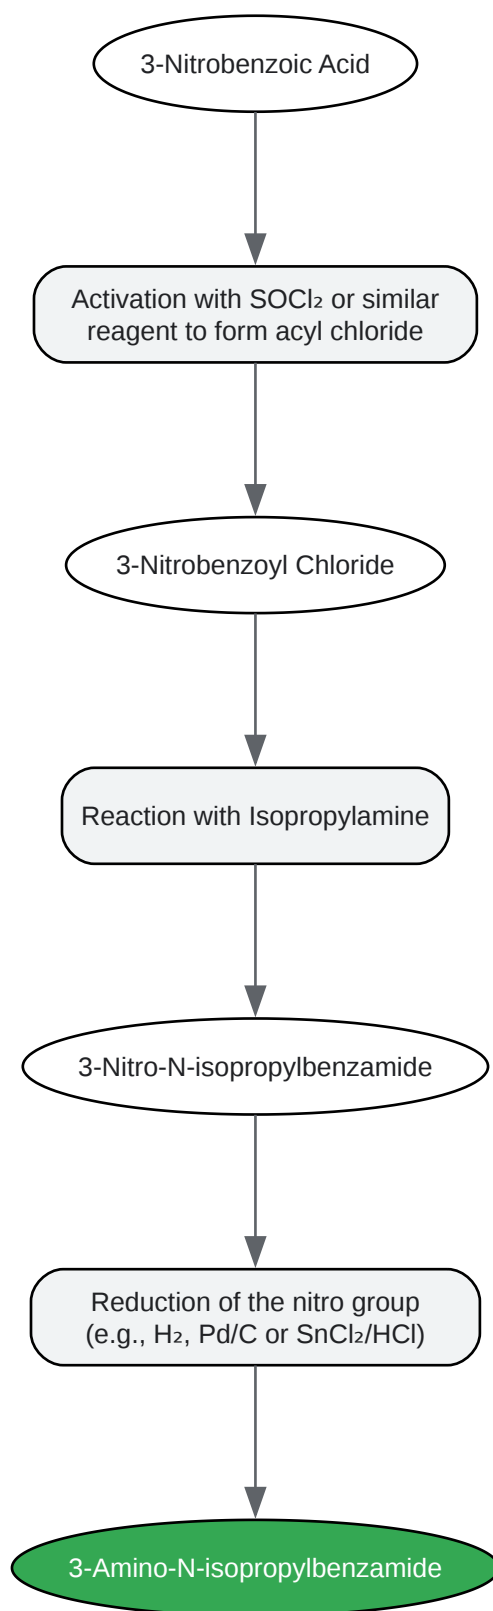 3-Nitrobenzoic Acid
Activation with SOCl₂ or similar
reagent to form acyl chloride
3-Nitrobenzoyl Chloride
Reaction with Isopropylamine
3-Nitro-N-isopropylbenzamide
Reduction of the nitro group
(e.g., H₂, Pd/C or SnCl₂/HCl)
3-Amino-N-isopropylbenzamide